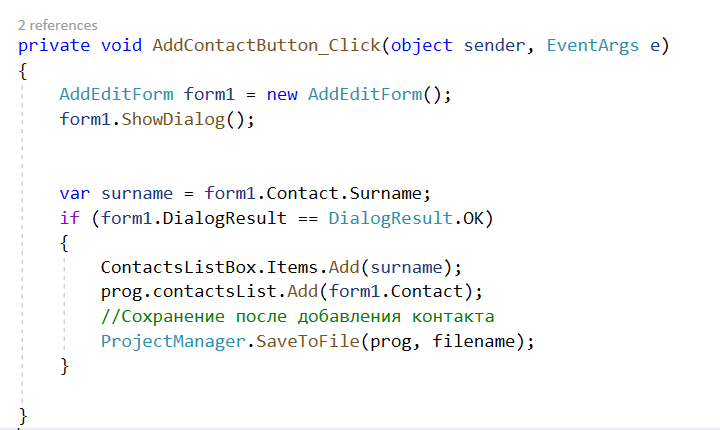 2 references
private void AddContactButton_Click(object sender, EventArgs e)
{
AddEditForm form1 = new AddEditForm();
form1.ShowDialog();
var surname = form1.Contact.Surname;
if (form1.DialogResult == DialogResult.OK)
{
ContactsListBox.Items.Add(surname);
prog.contactsList.Add(form1.Contact);
//Сохранение после добавления контакта
ProjectManager.SaveToFile(prog, filename);
}
}